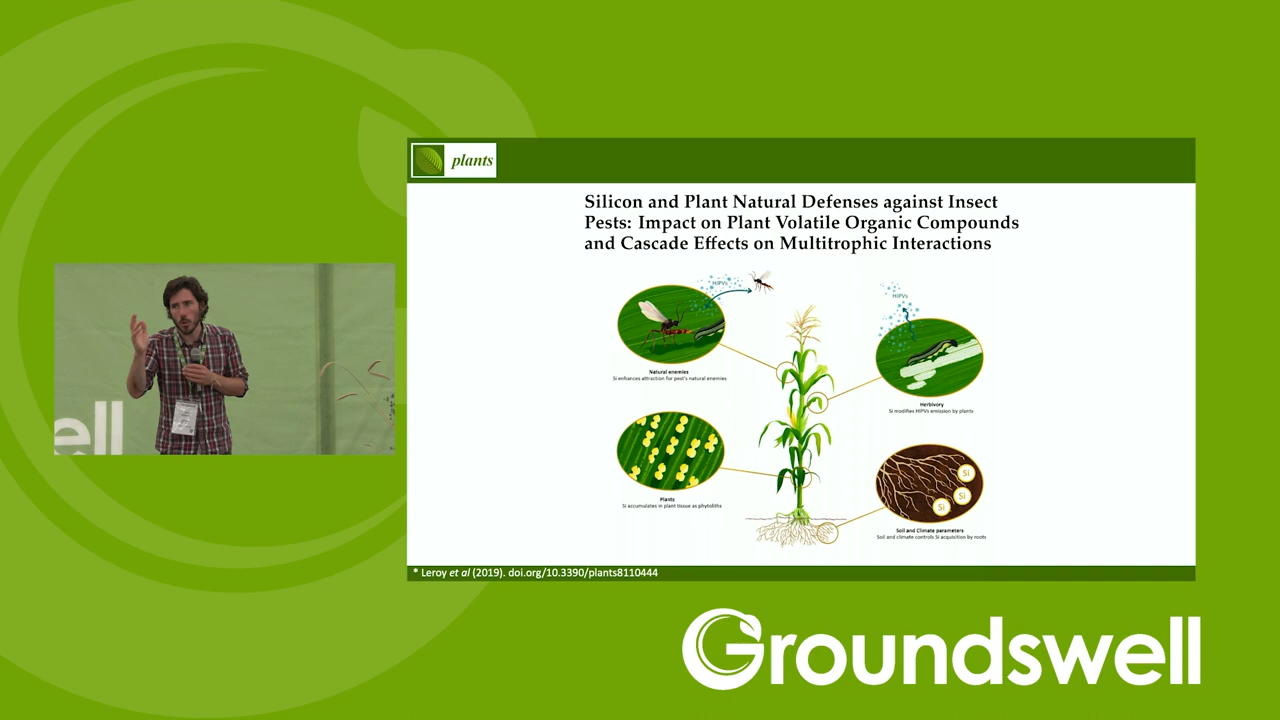 plants
Silicon and Plant Natural Defenses against Insect
Pests: Impact on Plant Volatile Organic Compounds
and Cascade Effects on Multitrophic Interactions
HIPVs
HIPVs
Natural enemies
Si enhances attraction for pest's natural enemies
Herbivory
Si modifies HIPVs emission by plants
Plants
Si accumulates in plant tissue as phytoliths
Si
Si
Si
Soil and Climate parameters
Soil and climate controls Si acquisition by roots
* Leroy et al (2019). doi.org/10.3390/plants8110444
ell
Groundswell